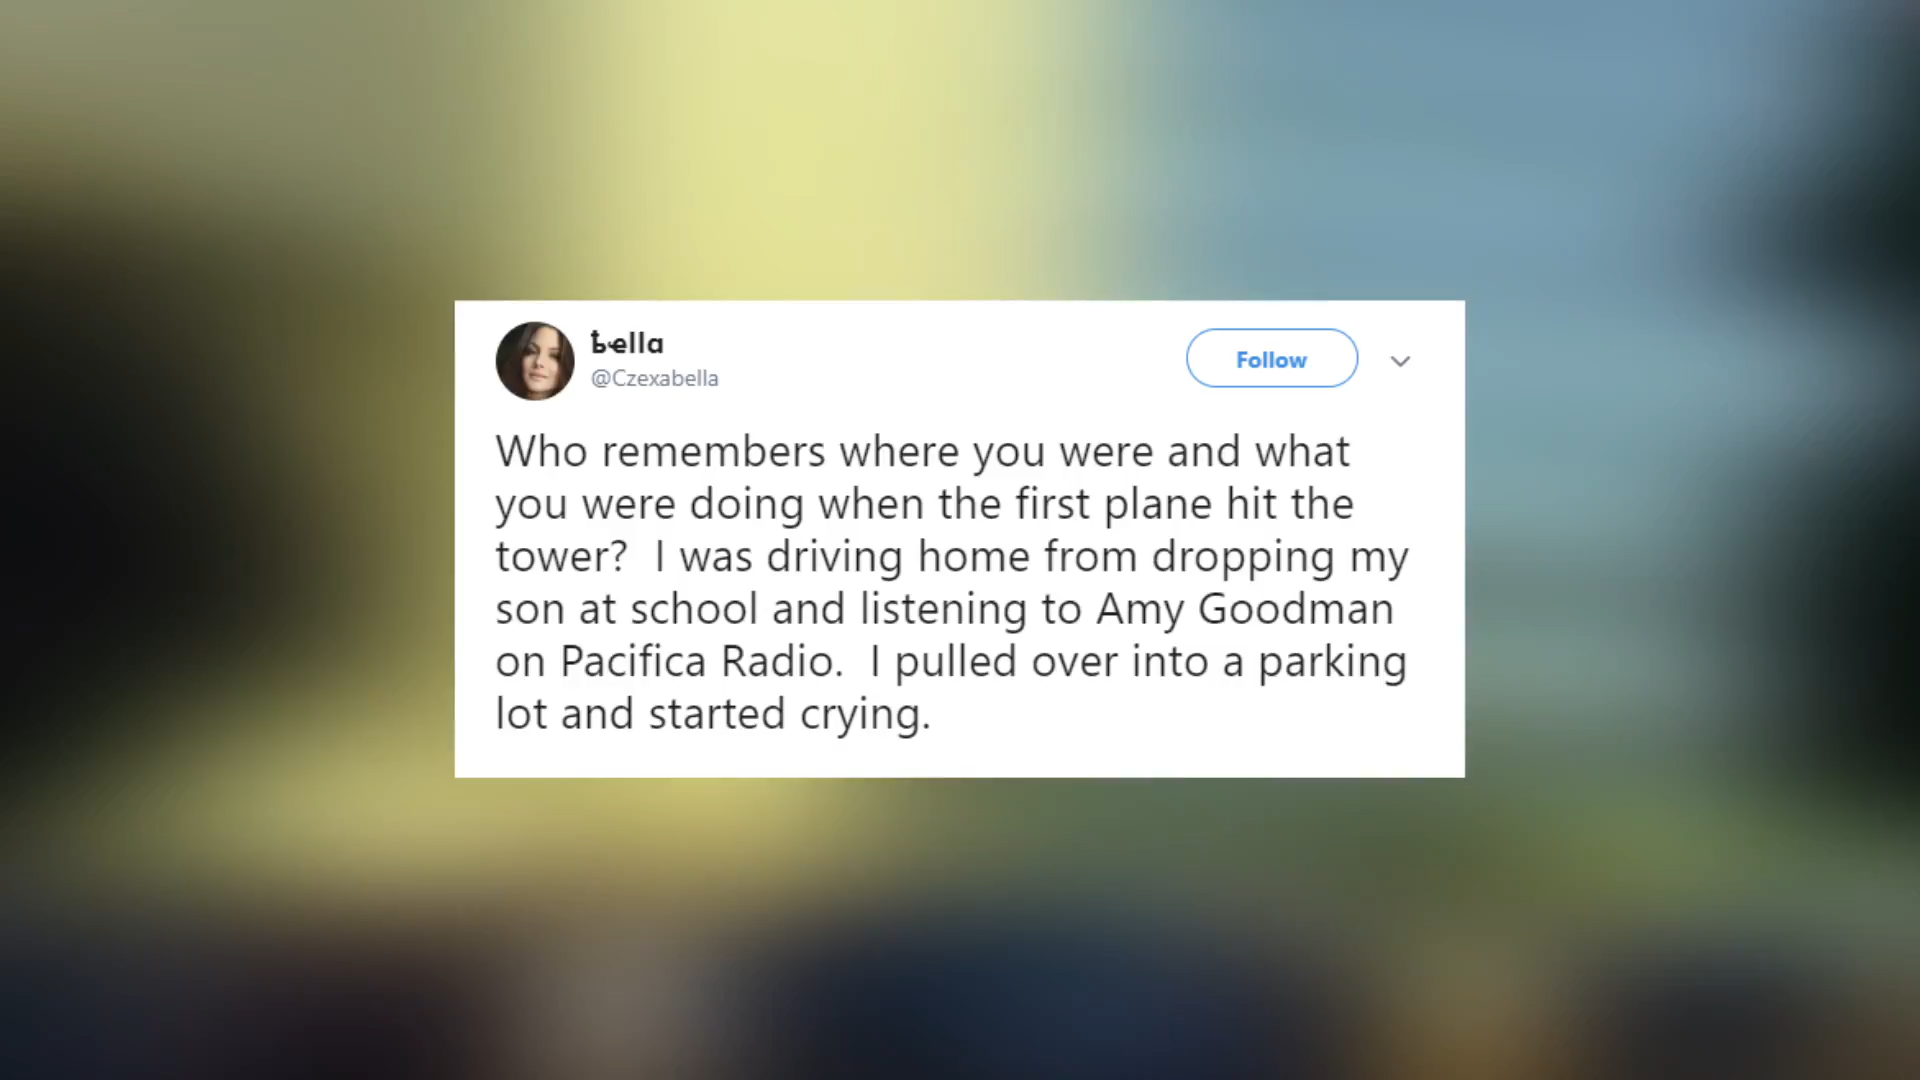 ҍella
@Czexabella
Follow
Who remembers where you were and what
you were doing when the first plane hit the
tower?  I was driving home from dropping my
son at school and listening to Amy Goodman
on Pacifica Radio.  I pulled over into a parking
lot and started crying.